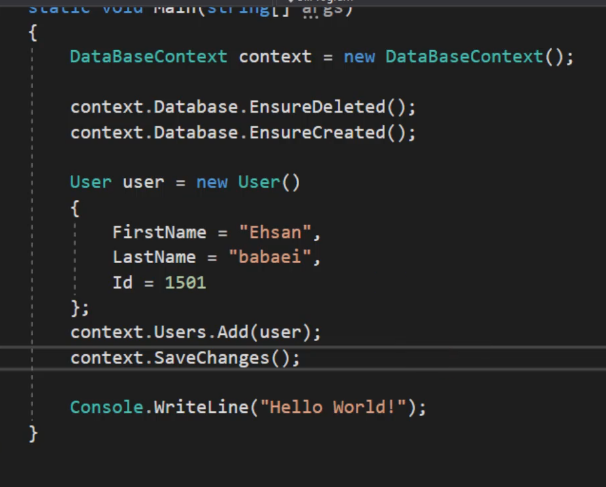 static void Main(string[] args)
{
DataBaseContext context = new DataBaseContext();
context.Database.EnsureDeleted();
context.Database.EnsureCreated();
User user = new User()
{
FirstName = "Ehsan",
LastName = "babaei",
Id = 1501
};
context.Users.Add(user);
context.SaveChanges();
Console.WriteLine("Hello World!");
}